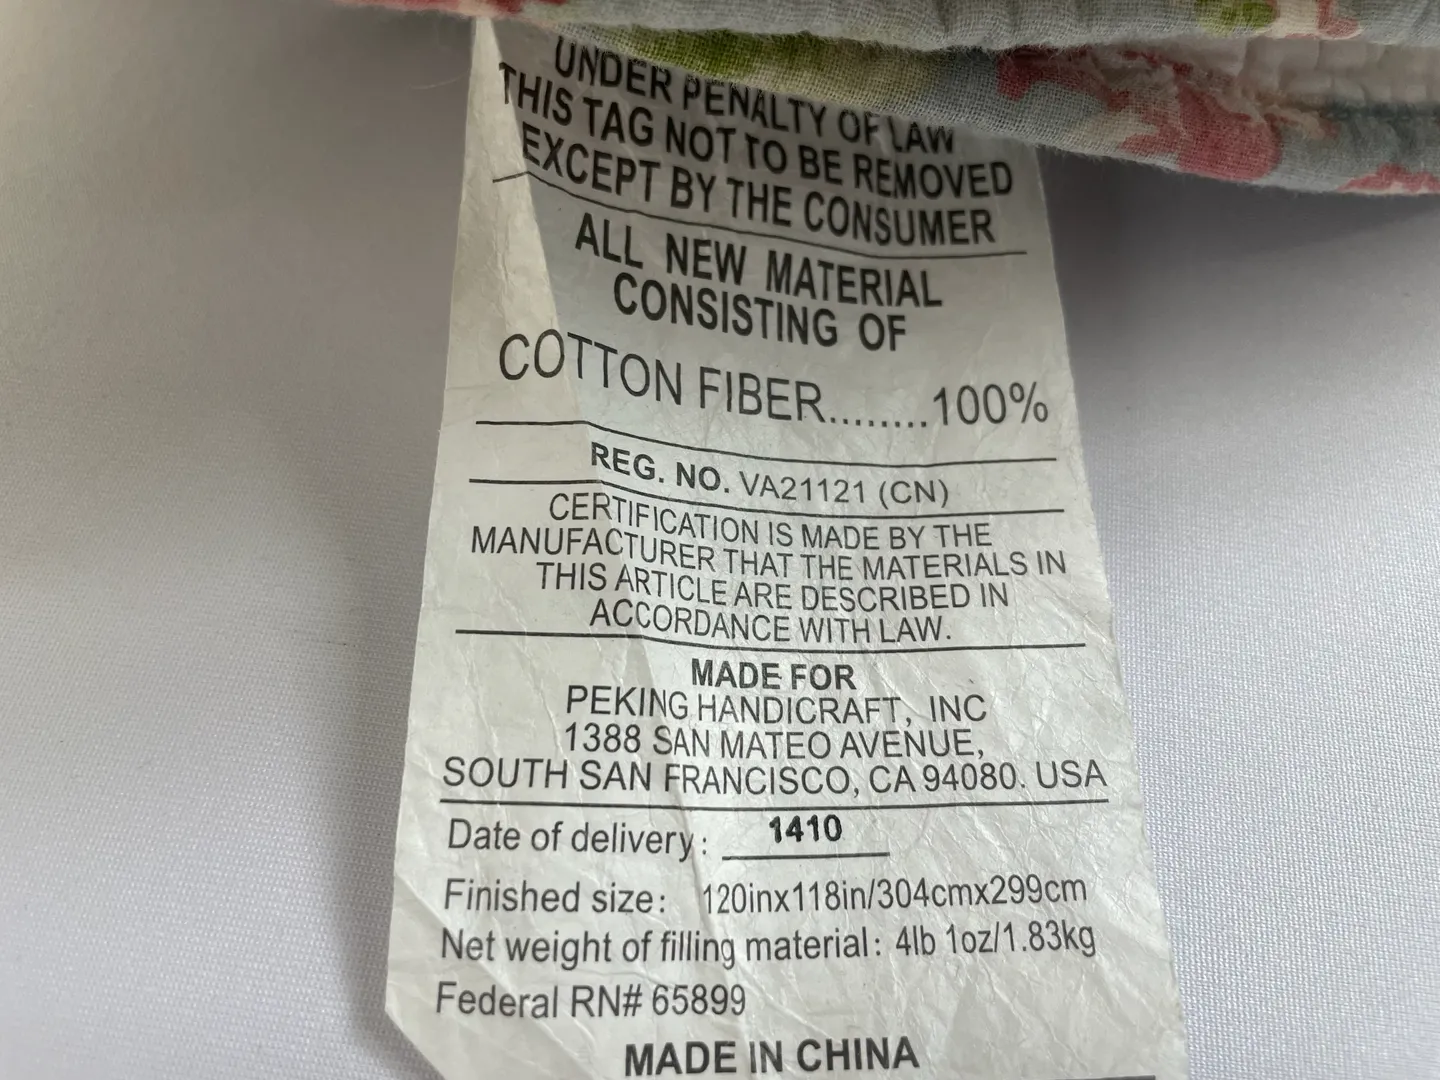 UNDER PENALTY OF LAW
THIS TAG NOT TO BE REMOVED
EXCEPT BY THE CONSUMER
ALL NEW MATERIAL
CONSISTING OF
COTTON FIBER........100%
REG. NO. VA21121 (CN)
CERTIFICATION IS MADE BY THE
MANUFACTURER THAT THE MATERIALS IN
THIS ARTICLE ARE DESCRIBED IN
ACCORDANCE WITH LAW.
MADE FOR
PEKING HANDICRAFT, INC
1388 SAN MATEO AVENUE,
SOUTH SAN FRANCISCO, CA 94080. USA
Date of delivery: 1410
Finished size: 120inx118in/304cmx299cm
Net weight of filling material: 4lb 1oz/1.83kg
Federal RN# 65899
MADE IN CHINA